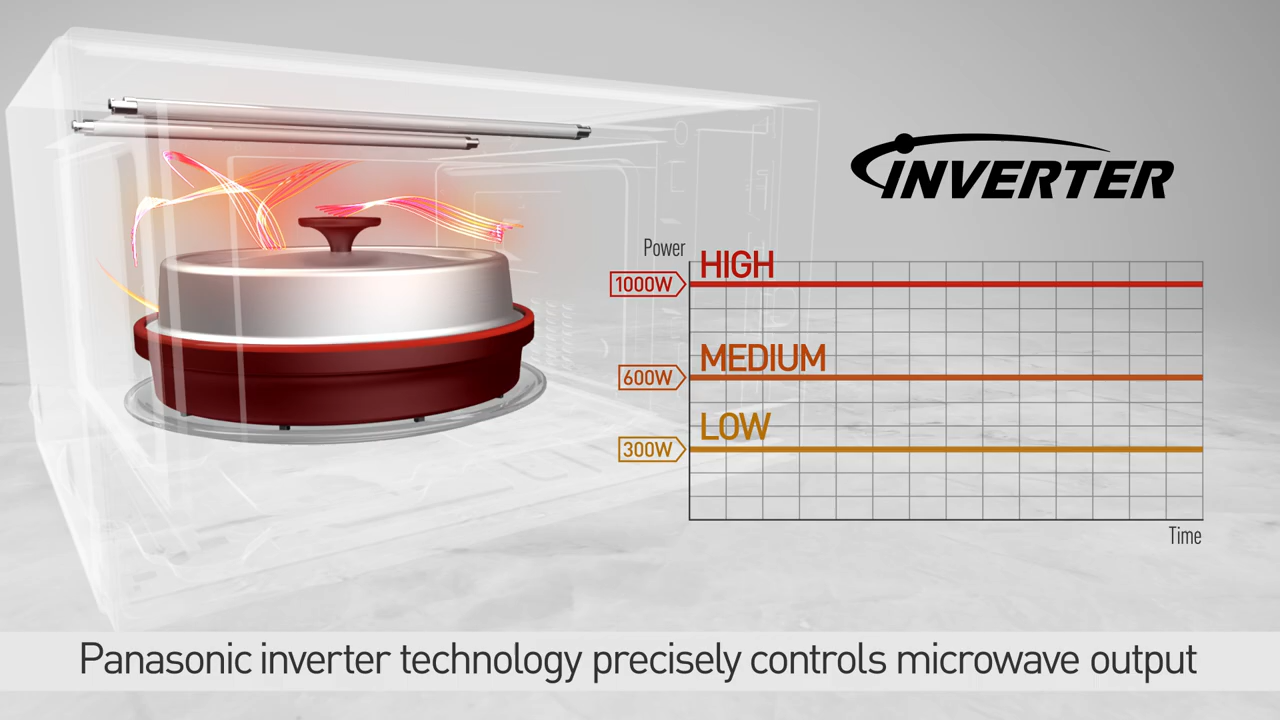 INVERTER
Power
HIGH
1000W
MEDIUM
600W
LOW
300W
Time
Panasonic inverter technology precisely controls microwave output